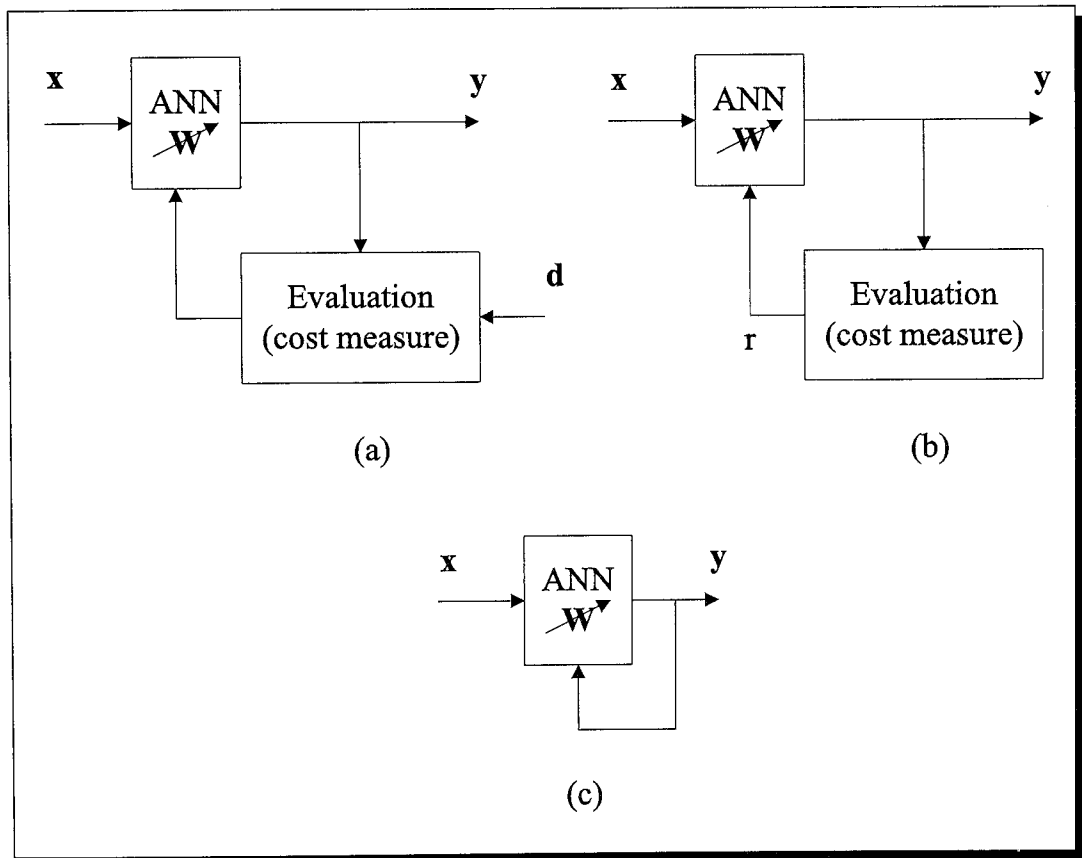 x
ANN
W
y
Evaluation
(cost measure)
d
(a)
x
ANN
W
y
Evaluation
(cost measure)
r
(b)
x
ANN
W
y
(c)